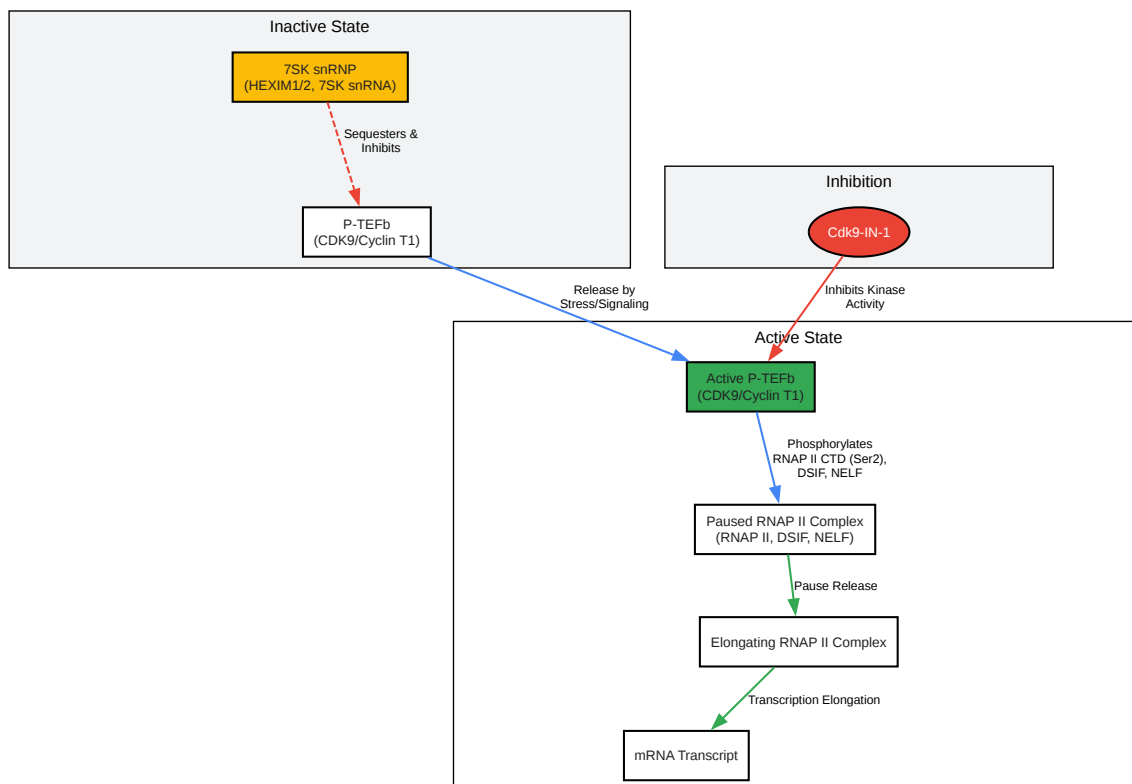 Inactive State
7SK snRNP
(HEXIM1/2, 7SK snRNA)
Sequesters &
Inhibits
P-TEFb
(CDK9/Cyclin T1)
Inhibition
Cdk9-IN-1
Release by
Stress/Signaling
Inhibits Kinase
Activity
Active State
Active P-TEFb
(CDK9/Cyclin T1)
Phosphorylates
RNAP II CTD (Ser2),
DSIF, NELF
Paused RNAP II Complex
(RNAP II, DSIF, NELF)
Pause Release
Elongating RNAP II Complex
Transcription Elongation
mRNA Transcript